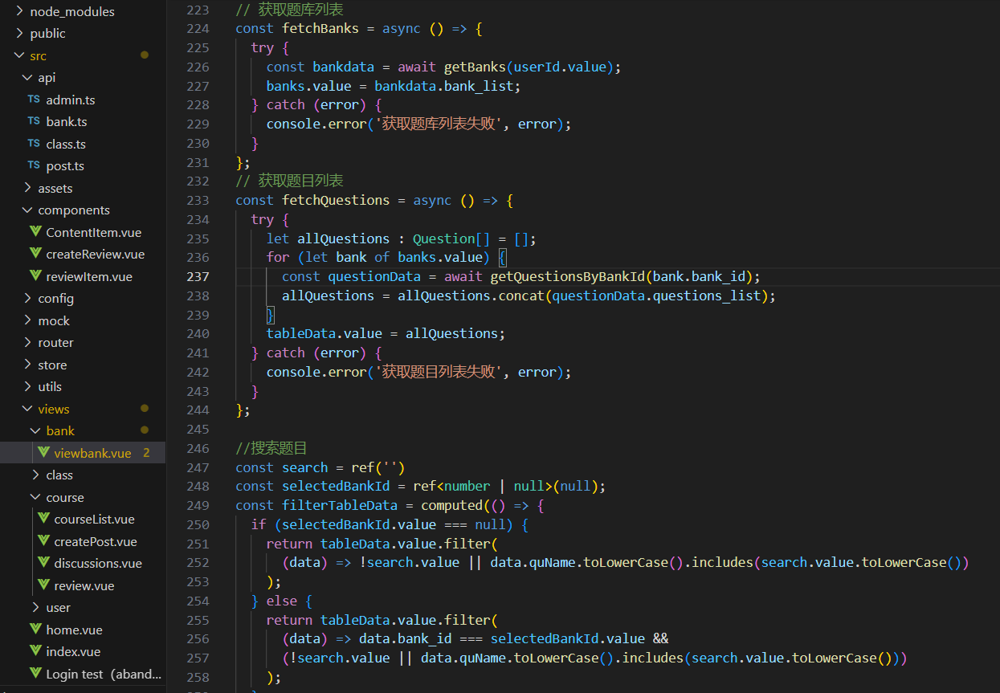 node_modules
public
src
api
TS admin.ts
TS bank.ts
TS class.ts
TS post.ts
assets
components
ContentItem.vue
createReview.vue
reviewItem.vue
config
mock
router
store
utils
views
bank
viewbank.vue 2
class
course
courseList.vue
createPost.vue
discussions.vue
review.vue
user
home.vue
index.vue
Login test (aband...
223 // 获取题库列表
224 const fetchBanks = async () => {
225 try {
226 const bankdata = await getBanks(userId.value);
227 banks.value = bankdata.bank_list;
228 } catch (error) {
229 console.error('获取题库列表失败', error);
230 }
231 };
232 // 获取题目列表
233 const fetchQuestions = async () => {
234 try {
235 let allQuestions : Question[] = [];
236 for (let bank of banks.value) {
237 const questionData = await getQuestionsByBankId(bank.bank_id);
238 allQuestions = allQuestions.concat(questionData.questions_list);
239 }
240 tableData.value = allQuestions;
241 } catch (error) {
242 console.error('获取题目列表失败', error);
243 }
244 };
245
246 //搜索题目
247 const search = ref('')
248 const selectedBankId = ref<number | null>(null);
249 const filterTableData = computed(() => {
250 if (selectedBankId.value === null) {
251 return tableData.value.filter(
252 (data) => !search.value || data.quName.toLowerCase().includes(search.value.toLowerCase())
253 );
254 } else {
255 return tableData.value.filter(
256 (data) => data.bank_id === selectedBankId.value &&
257 (!search.value || data.quName.toLowerCase().includes(search.value.toLowerCase()))
258 );